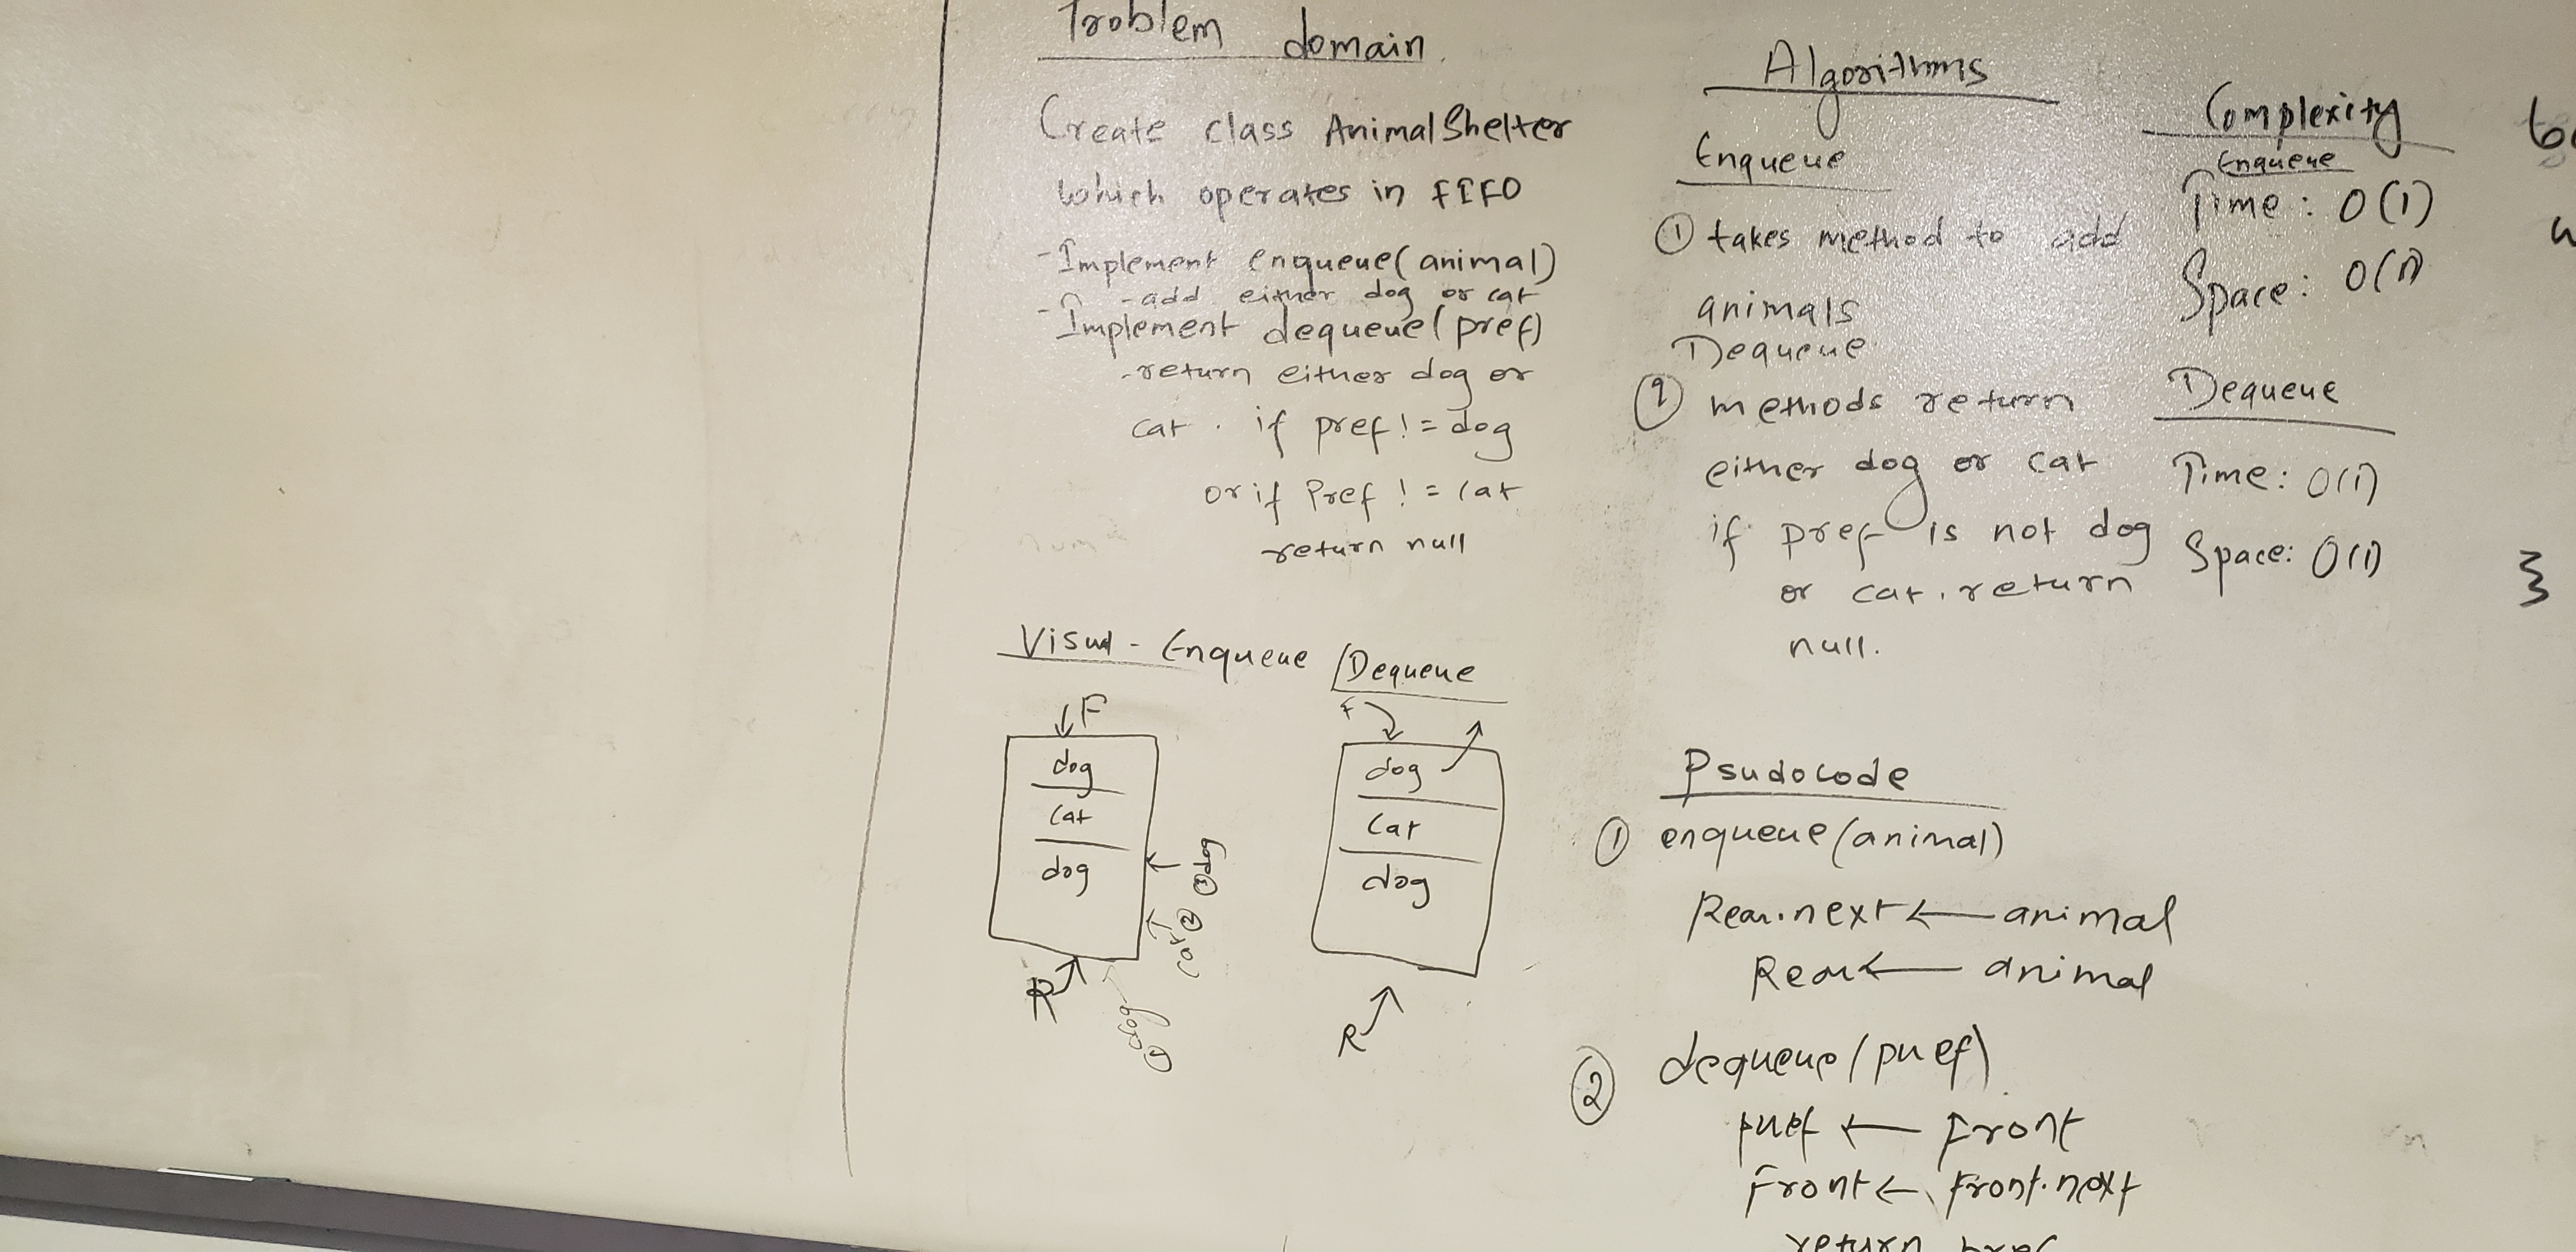 Problem domain
Create class AnimalShelter
which operates in FIFO
- Implement enqueue(animal)
- add either dog or cat
- Implement dequeue(pref)
- return either dog or
cat . if pref != dog
or if pref != cat
return null
Visual - Enqueue / Dequeue
F
dog
cat
dog
③ dog
cat ②
R
① dog
F
dog
cat
dog
R
Algorithms
Enqueue
① takes method to add
animals
Dequeue
② methods return
either dog or cat
if pref is not dog
or cat. return
null.
Complexity
Enqueue
Time: O(1)
Space: O(1)
Dequeue
Time: O(1)
Space: O(1)
}
Psudocode
① enqueue(animal)
Rear.next ← animal
Rear ← animal
② dequeue(pref)
pref ← Front
Front ← Front.next
return pref